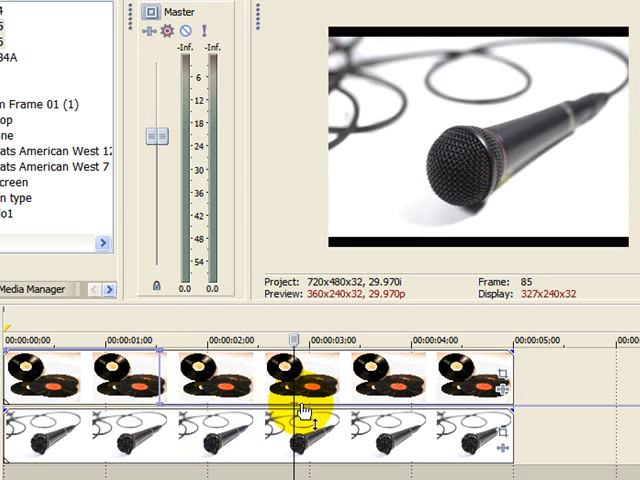 4
5
5
34A
m Frame 01 (1)
op
ne
ats American West 12
ats American West 7
creen
n type
o1
Media Manager
Master
-Inf. -Inf.
6
12
18
24
30
36
42
48
54
0.0 0.0
Project: 720x480x32, 29.970i
Preview: 360x240x32, 29.970p
Frame: 85
Display: 327x240x32
00:00:00;00 00:00:01;00 00:00:02;00 00:00:03;00 00:00:04;00 00:00:05;00